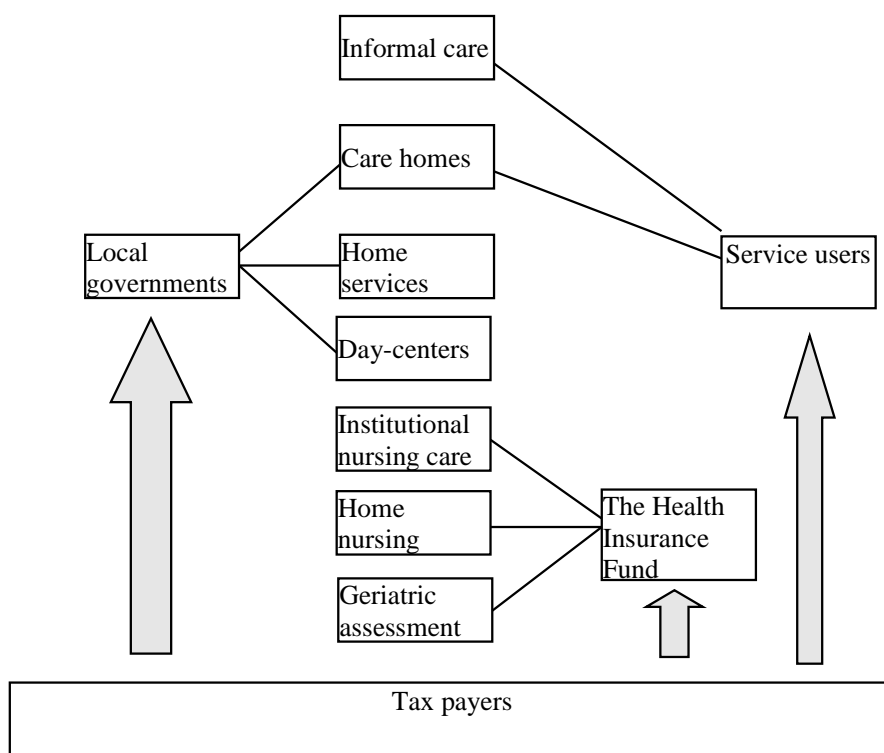 Informal care
Care homes
Local
governments
Home
services
Service users
Day-centers
Institutional
nursing care
The Health
Insurance
Fund
Home
nursing
Geriatric
assessment
Tax payers